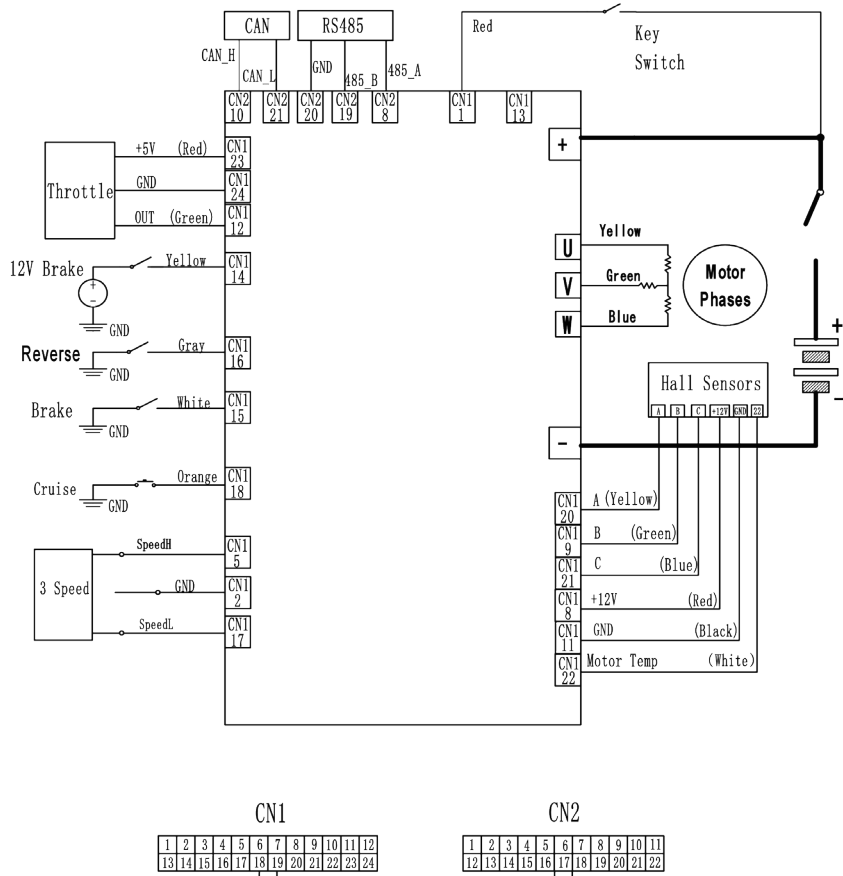 CAN RS485
CAN_H CAN_L GND 485_B 485_A Red Key
Switch
CN2 CN2 CN2 CN2 CN2 CN1 CN1
10 21 20 19 8 1 13
Throttle
+5V (Red) CN1
23
GND CN1
24
OUT (Green) CN1
12
12V Brake + - GND
Yellow CN1
14
Reverse GND
Gray CN1
16
Brake GND
White CN1
15
Cruise GND
Orange CN1
18
3 Speed
SpeedH CN1
5
GND CN1
2
SpeedL CN1
17
+
U Yellow
V Green
W Blue
Motor
Phases
+
-
Hall Sensors
A B C +12V GND 22
-
CN1 A (Yellow)
20
CN1 B (Green)
9
CN1 C (Blue)
21
CN1 +12V (Red)
8
CN1 GND (Black)
11
CN1 Motor Temp (White)
22
CN1
1 2 3 4 5 6 7 8 9 10 11 12
13 14 15 16 17 18 19 20 21 22 23 24
CN2
1 2 3 4 5 6 7 8 9 10 11
12 13 14 15 16 17 18 19 20 21 22